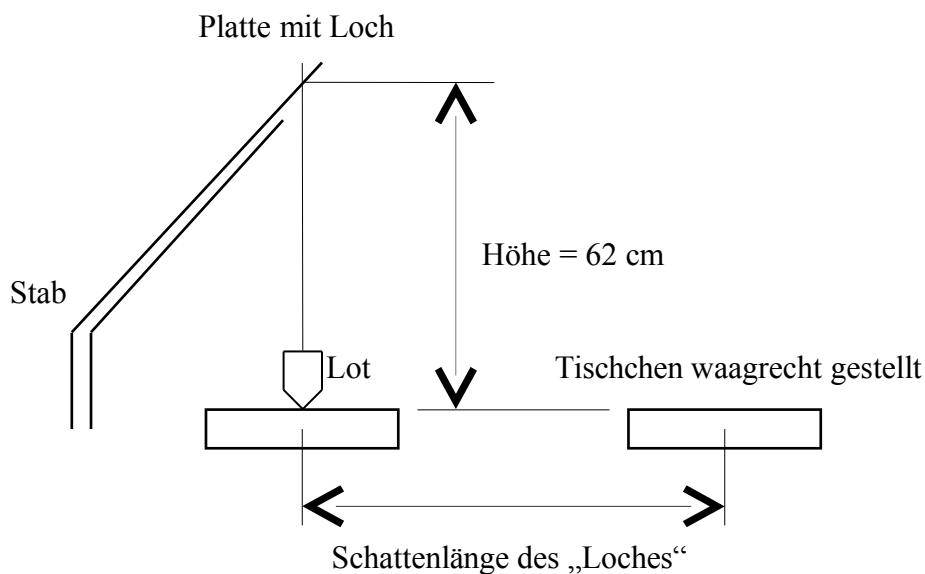 Platte mit Loch
Höhe = 62 cm
Stab
Lot
Tischchen waagrecht gestellt
Schattenlänge des „Loches“